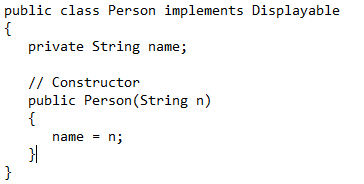 public class Person implements Displayable
{
   private String name;

   // Constructor
   public Person(String n)
   {
      name = n;
   }
}